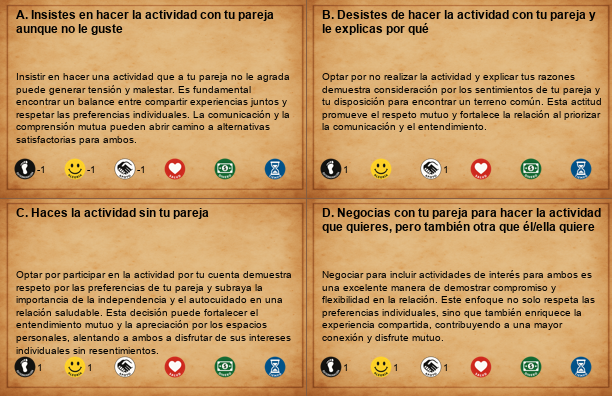 A. Insistes en hacer la actividad con tu pareja
aunque no le guste
Insistir en hacer una actividad que a tu pareja no le agrada
puede generar tensión y malestar. Es fundamental
encontrar un balance entre compartir experiencias juntos y
respetar las preferencias individuales. La comunicación y la
comprensión mutua pueden abrir camino a alternativas
satisfactorias para ambos.
-1 -1 -1
B. Desistes de hacer la actividad con tu pareja y
le explicas por qué
Optar por no realizar la actividad y explicar tus razones
demuestra consideración por los sentimientos de tu pareja y
tu disposición para encontrar un terreno común. Esta actitud
promueve el respeto mutuo y fortalece la relación al priorizar
la comunicación y el entendimiento.
1 1
C. Haces la actividad sin tu pareja
Optar por participar en la actividad por tu cuenta demuestra
respeto por las preferencias de tu pareja y subraya la
importancia de la independencia y el autocuidado en una
relación saludable. Esta decisión puede fortalecer el
entendimiento mutuo y la apreciación por los espacios
personales, alentando a ambos a disfrutar de sus intereses
individuales sin resentimientos.
1 1 1
D. Negocias con tu pareja para hacer la actividad
que quieres, pero también otra que él/ella quiere
Negociar para incluir actividades de interés para ambos es
una excelente manera de demostrar compromiso y
flexibilidad en la relación. Este enfoque no solo respeta las
preferencias individuales, sino que también enriquece la
experiencia compartida, contribuyendo a una mayor
conexión y disfrute mutuo.
1 1 1